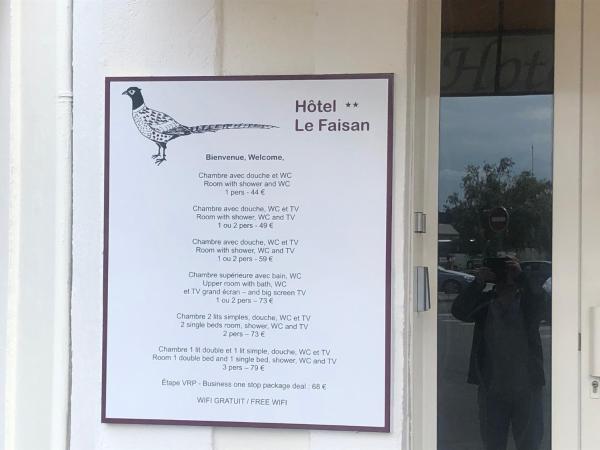 Hôtel **
Le Faisan
Bienvenue, Welcome,
Chambre avec douche et WC
Room with shower and WC
1 pers - 44 €
Chambre avec douche, WC et TV
Room with shower, WC and TV
1 ou 2 pers - 49 €
Chambre avec douche, WC et TV
Room with shower, WC and TV
1 ou 2 pers - 59 €
Chambre supérieure avec bain, WC
Upper room with bath, WC
et TV grand écran – and big screen TV
1 ou 2 pers – 73 €
Chambre 2 lits simples, douche, WC et TV
2 single beds room, shower, WC and TV
2 pers – 73 €
Chambre 1 lit double et 1 lit simple, douche, WC et TV
Room 1 double bed and 1 single bed, shower, WC and TV
3 pers – 79 €
Étape VRP - Business one stop package deal : 68 €
WIFI GRATUIT / FREE WIFI